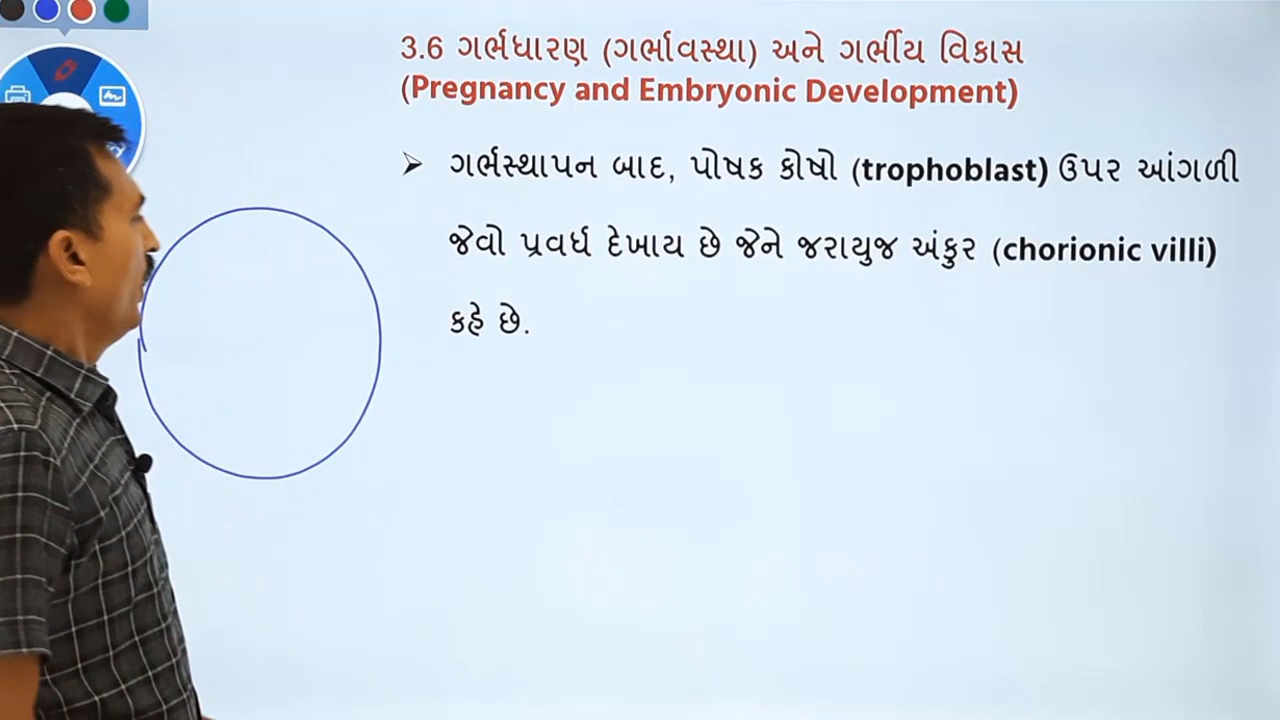 3.6 ગર્ભધારણ (ગર્ભાવસ્થા) અને ગર્ભીય વિકાસ
(Pregnancy and Embryonic Development)
➢ ગર્ભસ્થાપન બાદ, પોષક કોષો (trophoblast) ઉપર આંગળી
જેવો પ્રવર્ધ દેખાય છે જેને જરાયુજ અંકુર (chorionic villi)
કહે છે.